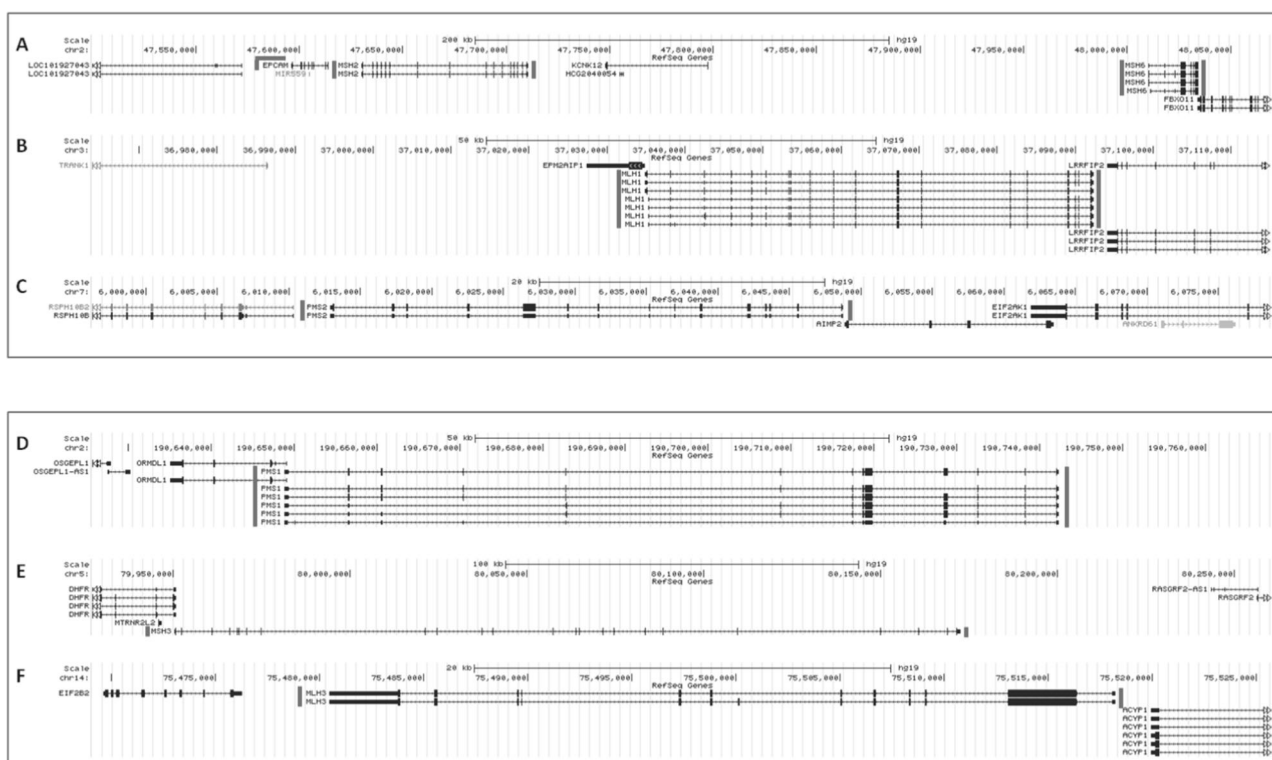 A
Scale 200 kb hg19
chr2: 47,550,000 47,600,000 47,650,000 47,700,000 47,750,000 47,800,000 47,850,000 47,900,000 47,950,000 48,000,000 48,050,000
RefSeq Genes
LOC101927043 EPCAM MSH2 KCNK12 MSH6
LOC101927043 MIR559 MSH2 HCG2040054 MSH6
MSH6
MSH6
FBXO11
FBXO11
B
Scale 50 kb hg19
chr3: 36,980,000 36,990,000 37,000,000 37,010,000 37,020,000 37,030,000 37,040,000 37,050,000 37,060,000 37,070,000 37,080,000 37,090,000 37,100,000 37,110,000
RefSeq Genes
TRANK1 EPM2AIP1 LRRFIP2
MLH1
MLH1
MLH1
MLH1
MLH1
MLH1
MLH1
LRRFIP2
LRRFIP2
LRRFIP2
C
Scale 20 kb hg19
chr7: 6,000,000 6,005,000 6,010,000 6,015,000 6,020,000 6,025,000 6,030,000 6,035,000 6,040,000 6,045,000 6,050,000 6,055,000 6,060,000 6,065,000 6,070,000 6,075,000
RefSeq Genes
RSPH10B2 PMS2 EIF2AK1
RSPH10B PMS2 EIF2AK1
AIMP2 ANKRD61
D
Scale 50 kb hg19
chr2: 190,640,000 190,650,000 190,660,000 190,670,000 190,680,000 190,690,000 190,700,000 190,710,000 190,720,000 190,730,000 190,740,000 190,750,000 190,760,000
RefSeq Genes
OSGEPL1 ORMDL1
OSGEPL1-AS1 PMS1
ORMDL1
PMS1
PMS1
PMS1
PMS1
PMS1
E
Scale 100 kb hg19
chr5: 79,950,000 80,000,000 80,050,000 80,100,000 80,150,000 80,200,000 80,250,000
RefSeq Genes
DHFR RASGRF2-AS1
DHFR RASGRF2
DHFR
DHFR
MTRNR2L2
MSH3
F
Scale 20 kb hg19
chr14: 75,475,000 75,480,000 75,485,000 75,490,000 75,495,000 75,500,000 75,505,000 75,510,000 75,515,000 75,520,000 75,525,000
RefSeq Genes
EIF2B2 MLH3
MLH3
ACYP1
ACYP1
ACYP1
ACYP1
ACYP1
ACYP1